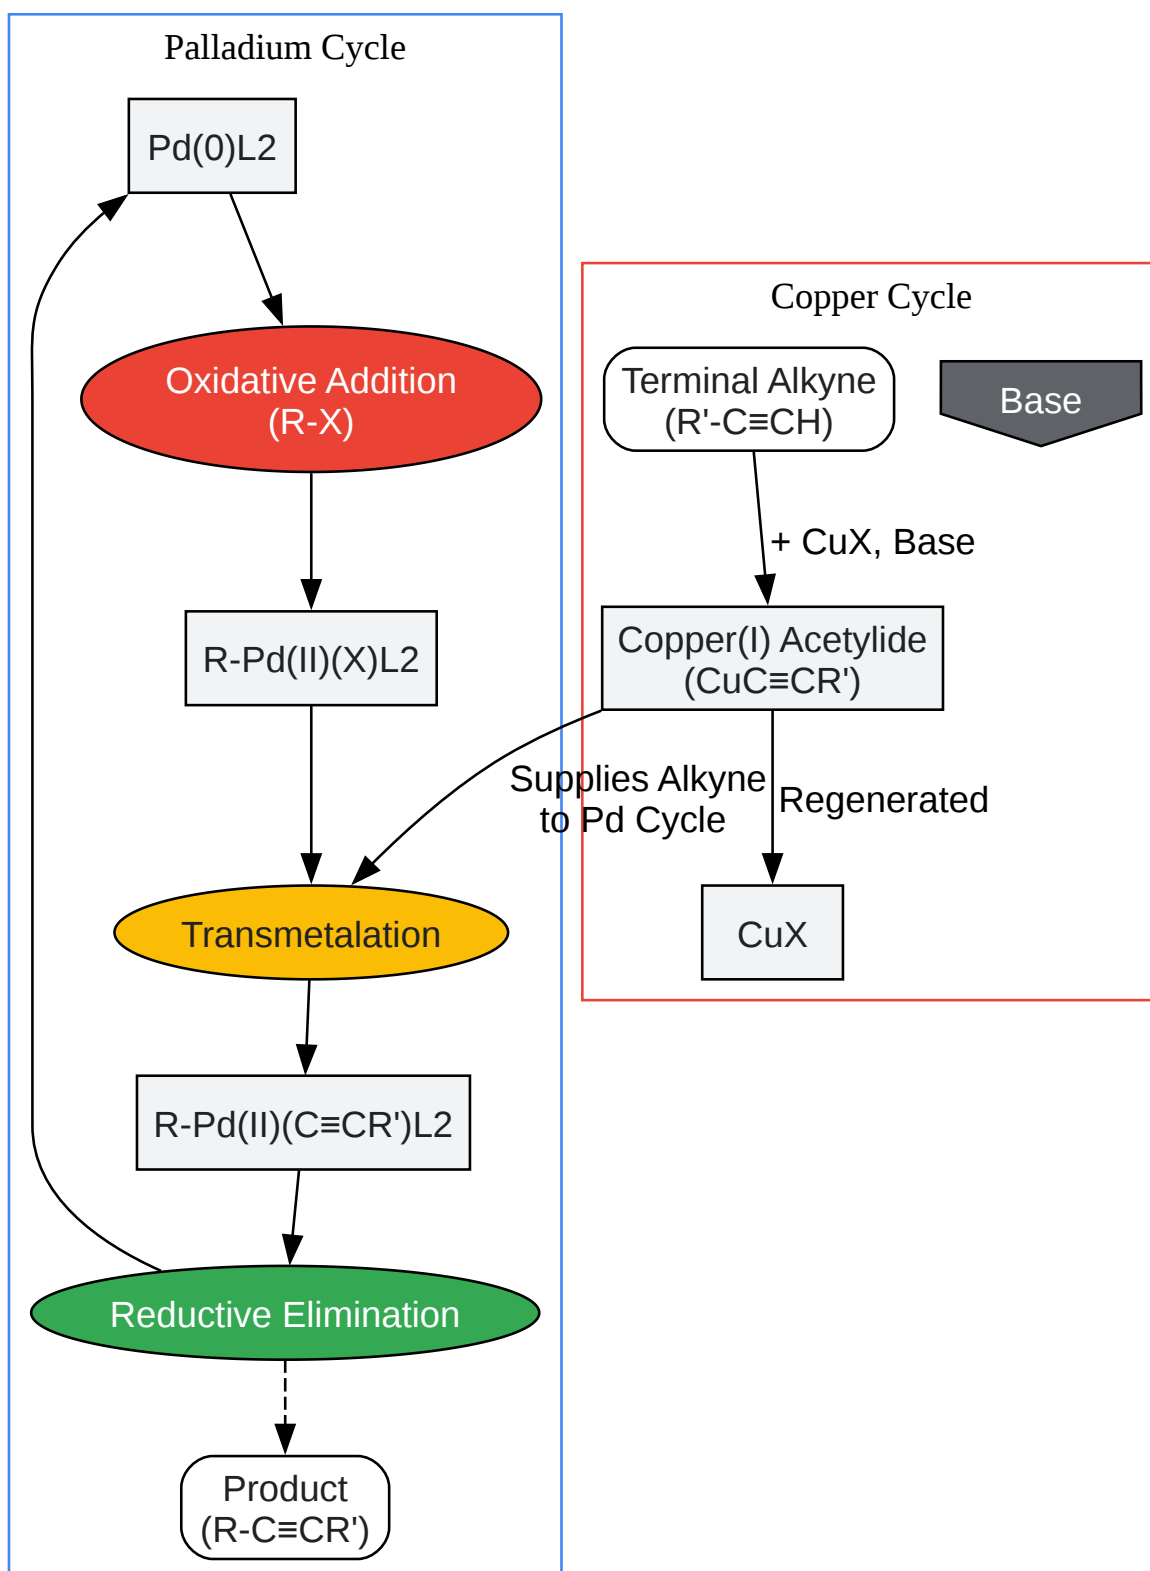 Palladium Cycle
Pd(0)L2
Oxidative Addition
(R-X)
R-Pd(II)(X)L2
Transmetalation
R-Pd(II)(C≡CR')L2
Reductive Elimination
Product
(R-C≡CR')
Copper Cycle
Terminal Alkyne
(R'-C≡CH)
Base
+ CuX, Base
Copper(I) Acetylide
(CuC≡CR')
Supplies Alkyne
to Pd Cycle
Regenerated
CuX